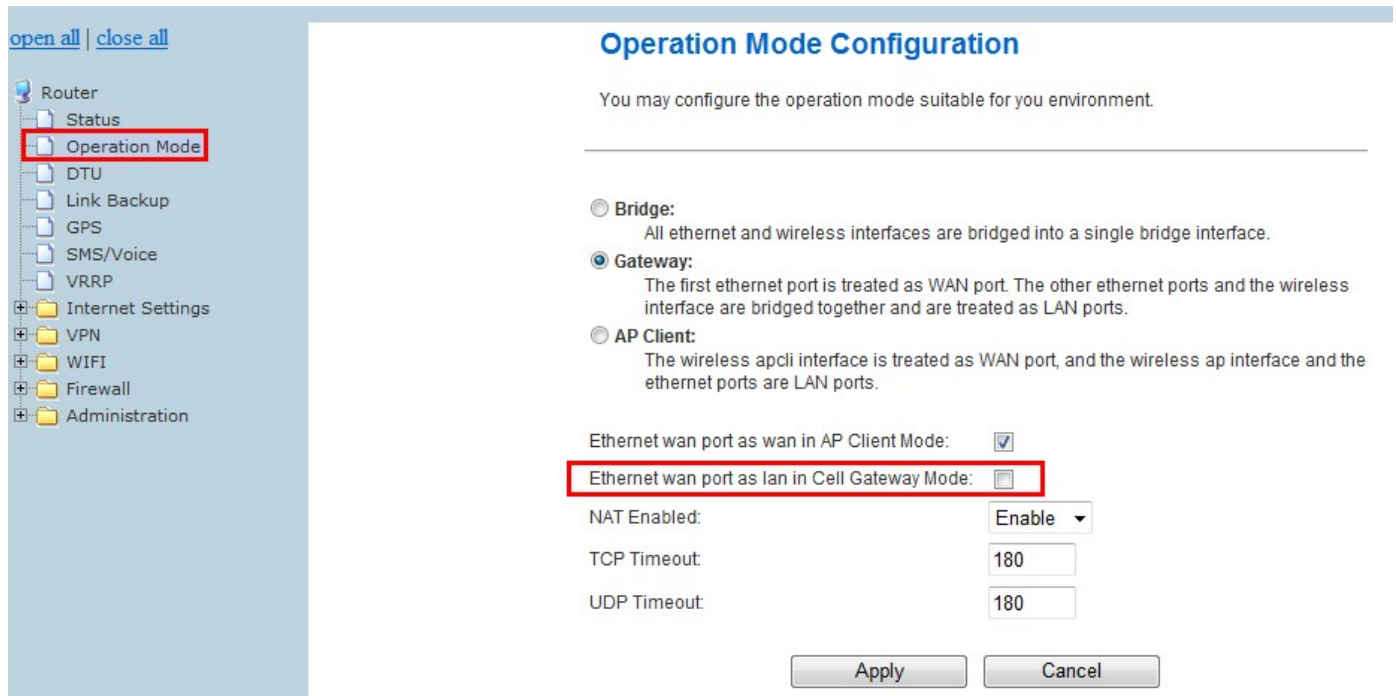 open all | close all
Router
Status
Operation Mode
DTU
Link Backup
GPS
SMS/Voice
VRRP
Internet Settings
VPN
WIFI
Firewall
Administration
Operation Mode Configuration
You may configure the operation mode suitable for you environment.
Bridge:
All ethernet and wireless interfaces are bridged into a single bridge interface.
Gateway:
The first ethernet port is treated as WAN port. The other ethernet ports and the wireless
interface are bridged together and are treated as LAN ports.
AP Client:
The wireless apcli interface is treated as WAN port, and the wireless ap interface and the
ethernet ports are LAN ports.
Ethernet wan port as wan in AP Client Mode:
Ethernet wan port as lan in Cell Gateway Mode:
NAT Enabled: Enable
TCP Timeout: 180
UDP Timeout: 180
Apply Cancel